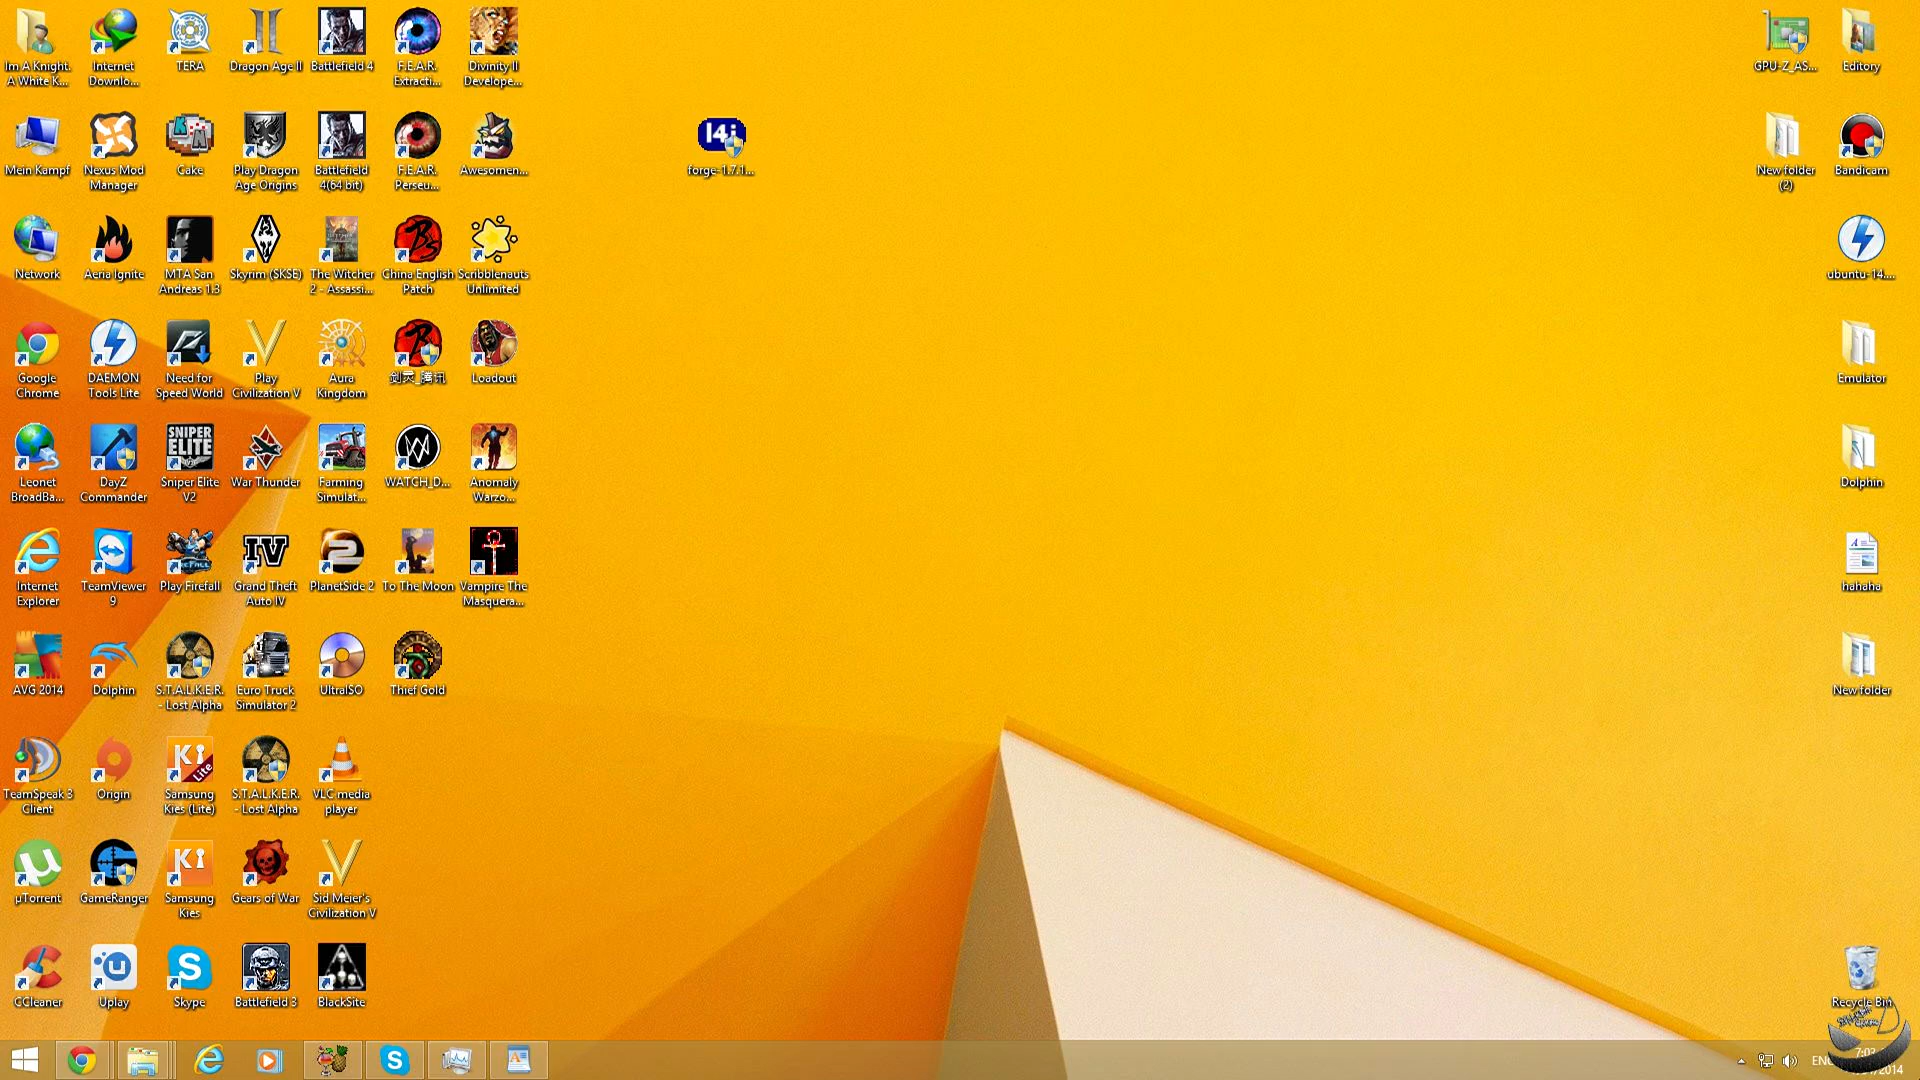 Im A Knight.
A White K...
Internet
Downlo...
TERA
Dragon Age II
Battlefield 4
F.E.A.R.
Extracti...
Divinity II
Develope...
GPU-Z_AS...
Editory
Mein Kampf
Nexus Mod
Manager
Cake
Play Dragon
Age Origins
Battlefield
4(64 bit)
F.E.A.R.
Perseu...
Awesomen...
14j
forge-1.7.1...
New folder
(2)
Bandicam
Network
Aeria Ignite
MTA San
Andreas 1.3
Skyrim (SKSE)
The Witcher
2 - Assassi...
China English
Patch
Scribblenauts
Unlimited
ubuntu-14....
Google
Chrome
DAEMON
Tools Lite
Need for
Speed World
Play
Civilization V
Aura
Kingdom
剑灵_腾讯
Loadout
Emulator
Leonet
BroadBa...
DayZ
Commander
SNIPER
ELITE
Sniper Elite
V2
War Thunder
Farming
Simulat...
WATCH_D...
Anomaly
Warzo...
Dolphin
Internet
Explorer
TeamViewer
9
Play Firefall
IV
Grand Theft
Auto IV
PlanetSide 2
To The Moon
Vampire The
Masquera...
hahaha
AVG 2014
Dolphin
S.T.A.L.K.E.R.
- Lost Alpha
Euro Truck
Simulator 2
UltraISO
Thief Gold
New folder
TeamSpeak 3
Client
Origin
Ki
Lite
Samsung
Kies (Lite)
S.T.A.L.K.E.R.
- Lost Alpha
VLC media
player
µTorrent
GameRanger
Ki
Samsung
Kies
Gears of War
Sid Meier's
Civilization V
CCleaner
Uplay
Skype
Battlefield 3
BlackSite
Recycle Bin
ENG